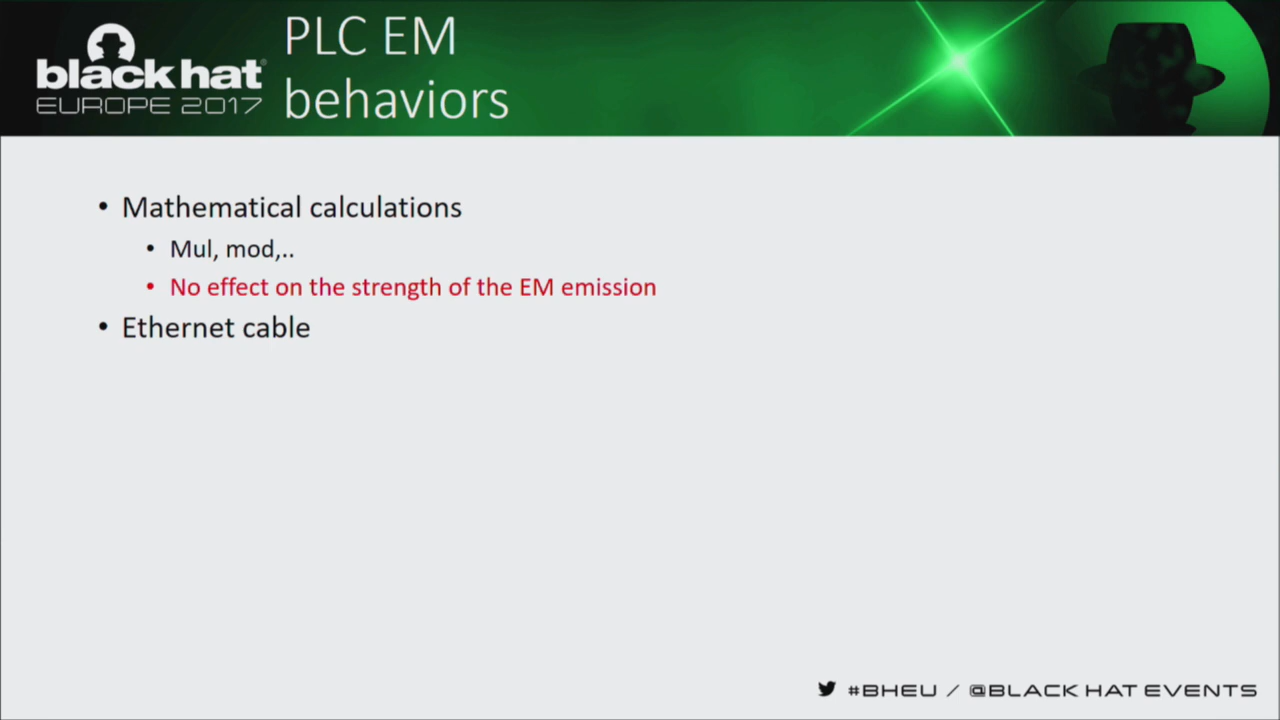 PLC EM
behaviors
black hat®
EUROPE 2017
• Mathematical calculations
• Mul, mod,..
• No effect on the strength of the EM emission
• Ethernet cable
#BHEU / @BLACK HAT EVENTS